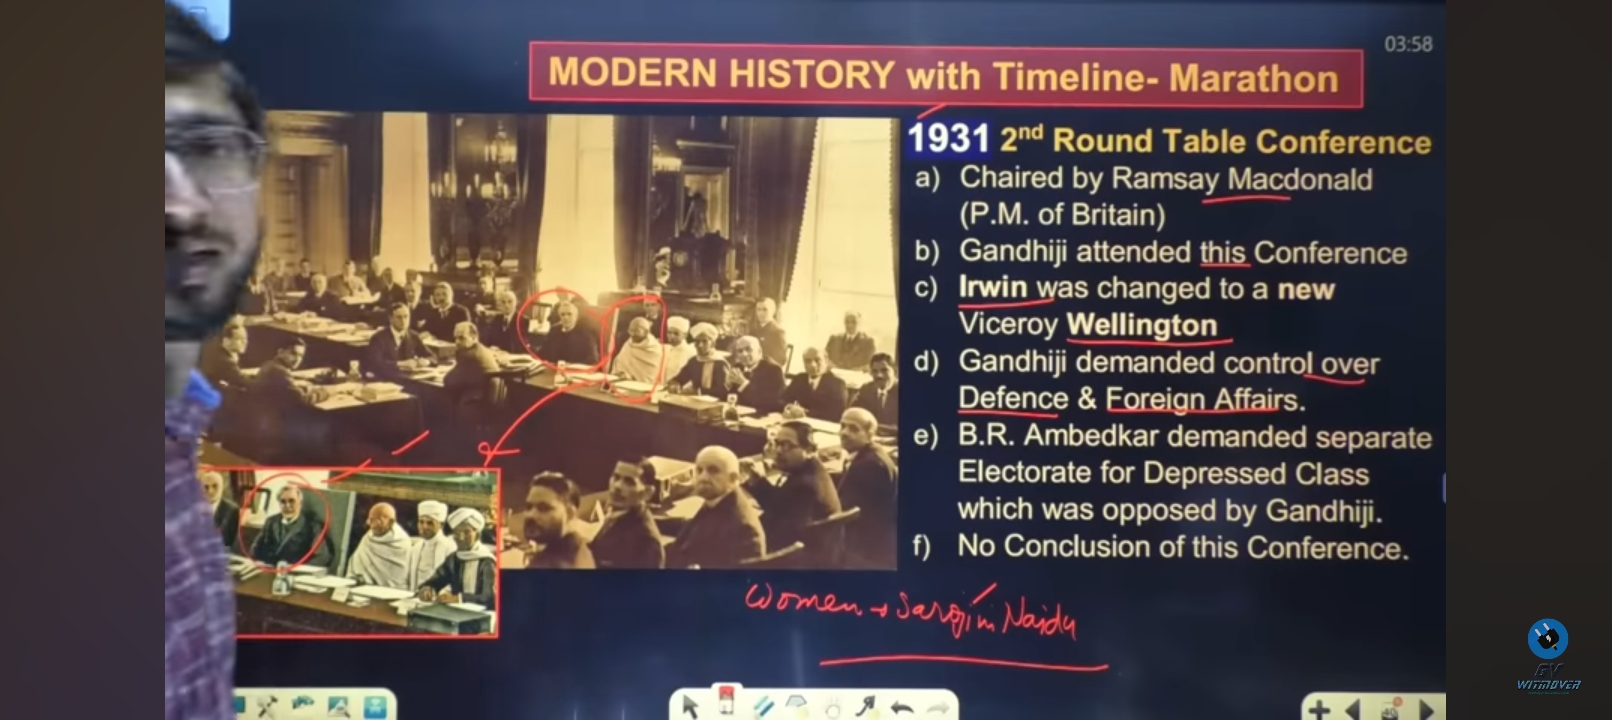 03:58
MODERN HISTORY with Timeline- Marathon
1931 2nd Round Table Conference
a) Chaired by Ramsay Macdonald
(P.M. of Britain)
b) Gandhiji attended this Conference
c) Irwin was changed to a new
Viceroy Wellington
d) Gandhiji demanded control over
Defence & Foreign Affairs.
e) B.R. Ambedkar demanded separate
Electorate for Depressed Class
which was opposed by Gandhiji.
f) No Conclusion of this Conference.
Women → Sarojini Naidu
GK
WITMOVER